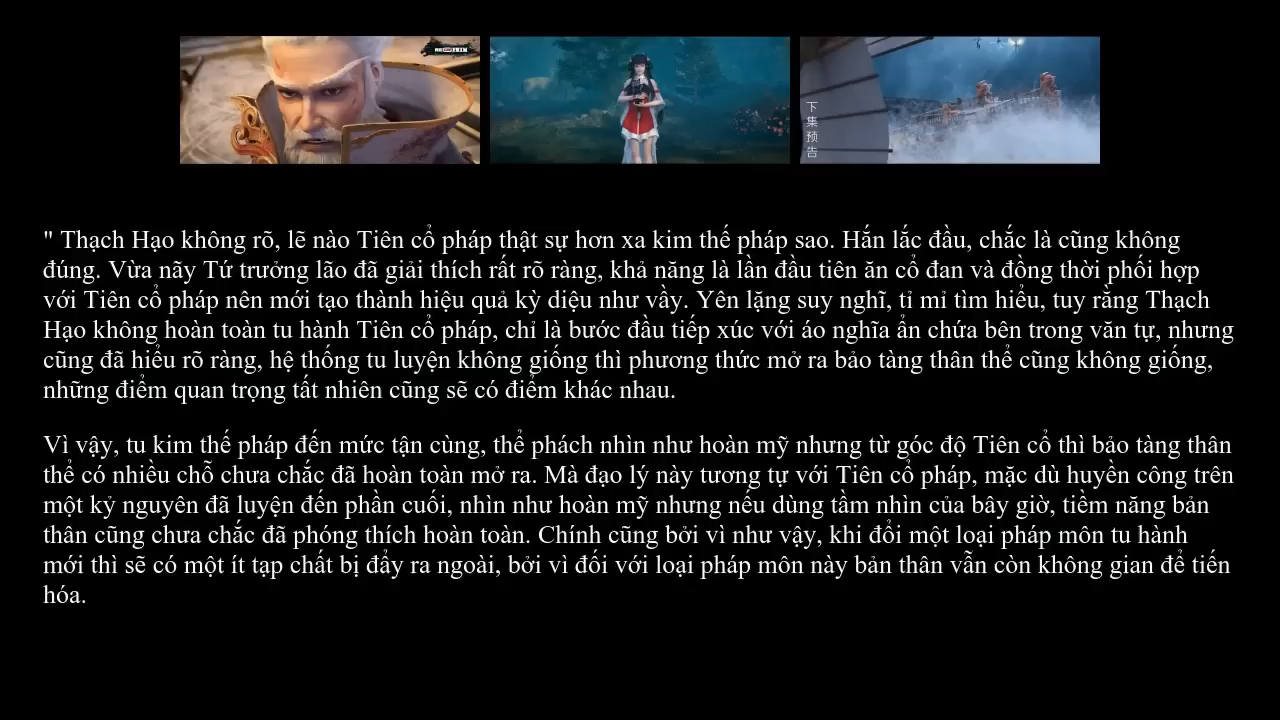 下集预告
" Thạch Hạo không rõ, lẽ nào Tiên cổ pháp thật sự hơn xa kim thế pháp sao. Hắn lắc đầu, chắc là cũng không
đúng. Vừa nãy Tứ trưởng lão đã giải thích rất rõ ràng, khả năng là lần đầu tiên ăn cổ đan và đồng thời phối hợp
với Tiên cổ pháp nên mới tạo thành hiệu quả kỳ diệu như vầy. Yên lặng suy nghĩ, tỉ mỉ tìm hiểu, tuy rằng Thạch
Hạo không hoàn toàn tu hành Tiên cổ pháp, chỉ là bước đầu tiếp xúc với áo nghĩa ẩn chứa bên trong văn tự, nhưng
cũng đã hiểu rõ ràng, hệ thống tu luyện không giống thì phương thức mở ra bảo tàng thân thể cũng không giống,
những điểm quan trọng tất nhiên cũng sẽ có điểm khác nhau.
Vì vậy, tu kim thế pháp đến mức tận cùng, thể phách nhìn như hoàn mỹ nhưng từ góc độ Tiên cổ thì bảo tàng thân
thể có nhiều chỗ chưa chắc đã hoàn toàn mở ra. Mà đạo lý này tương tự với Tiên cổ pháp, mặc dù huyền công trên
một kỷ nguyên đã luyện đến phần cuối, nhìn như hoàn mỹ nhưng nếu dùng tầm nhìn của bây giờ, tiềm năng bản
thân cũng chưa chắc đã phóng thích hoàn toàn. Chính cũng bởi vì như vậy, khi đổi một loại pháp môn tu hành
mới thì sẽ có một ít tạp chất bị đẩy ra ngoài, bởi vì đối với loại pháp môn này bản thân vẫn còn không gian để tiến
hóa.